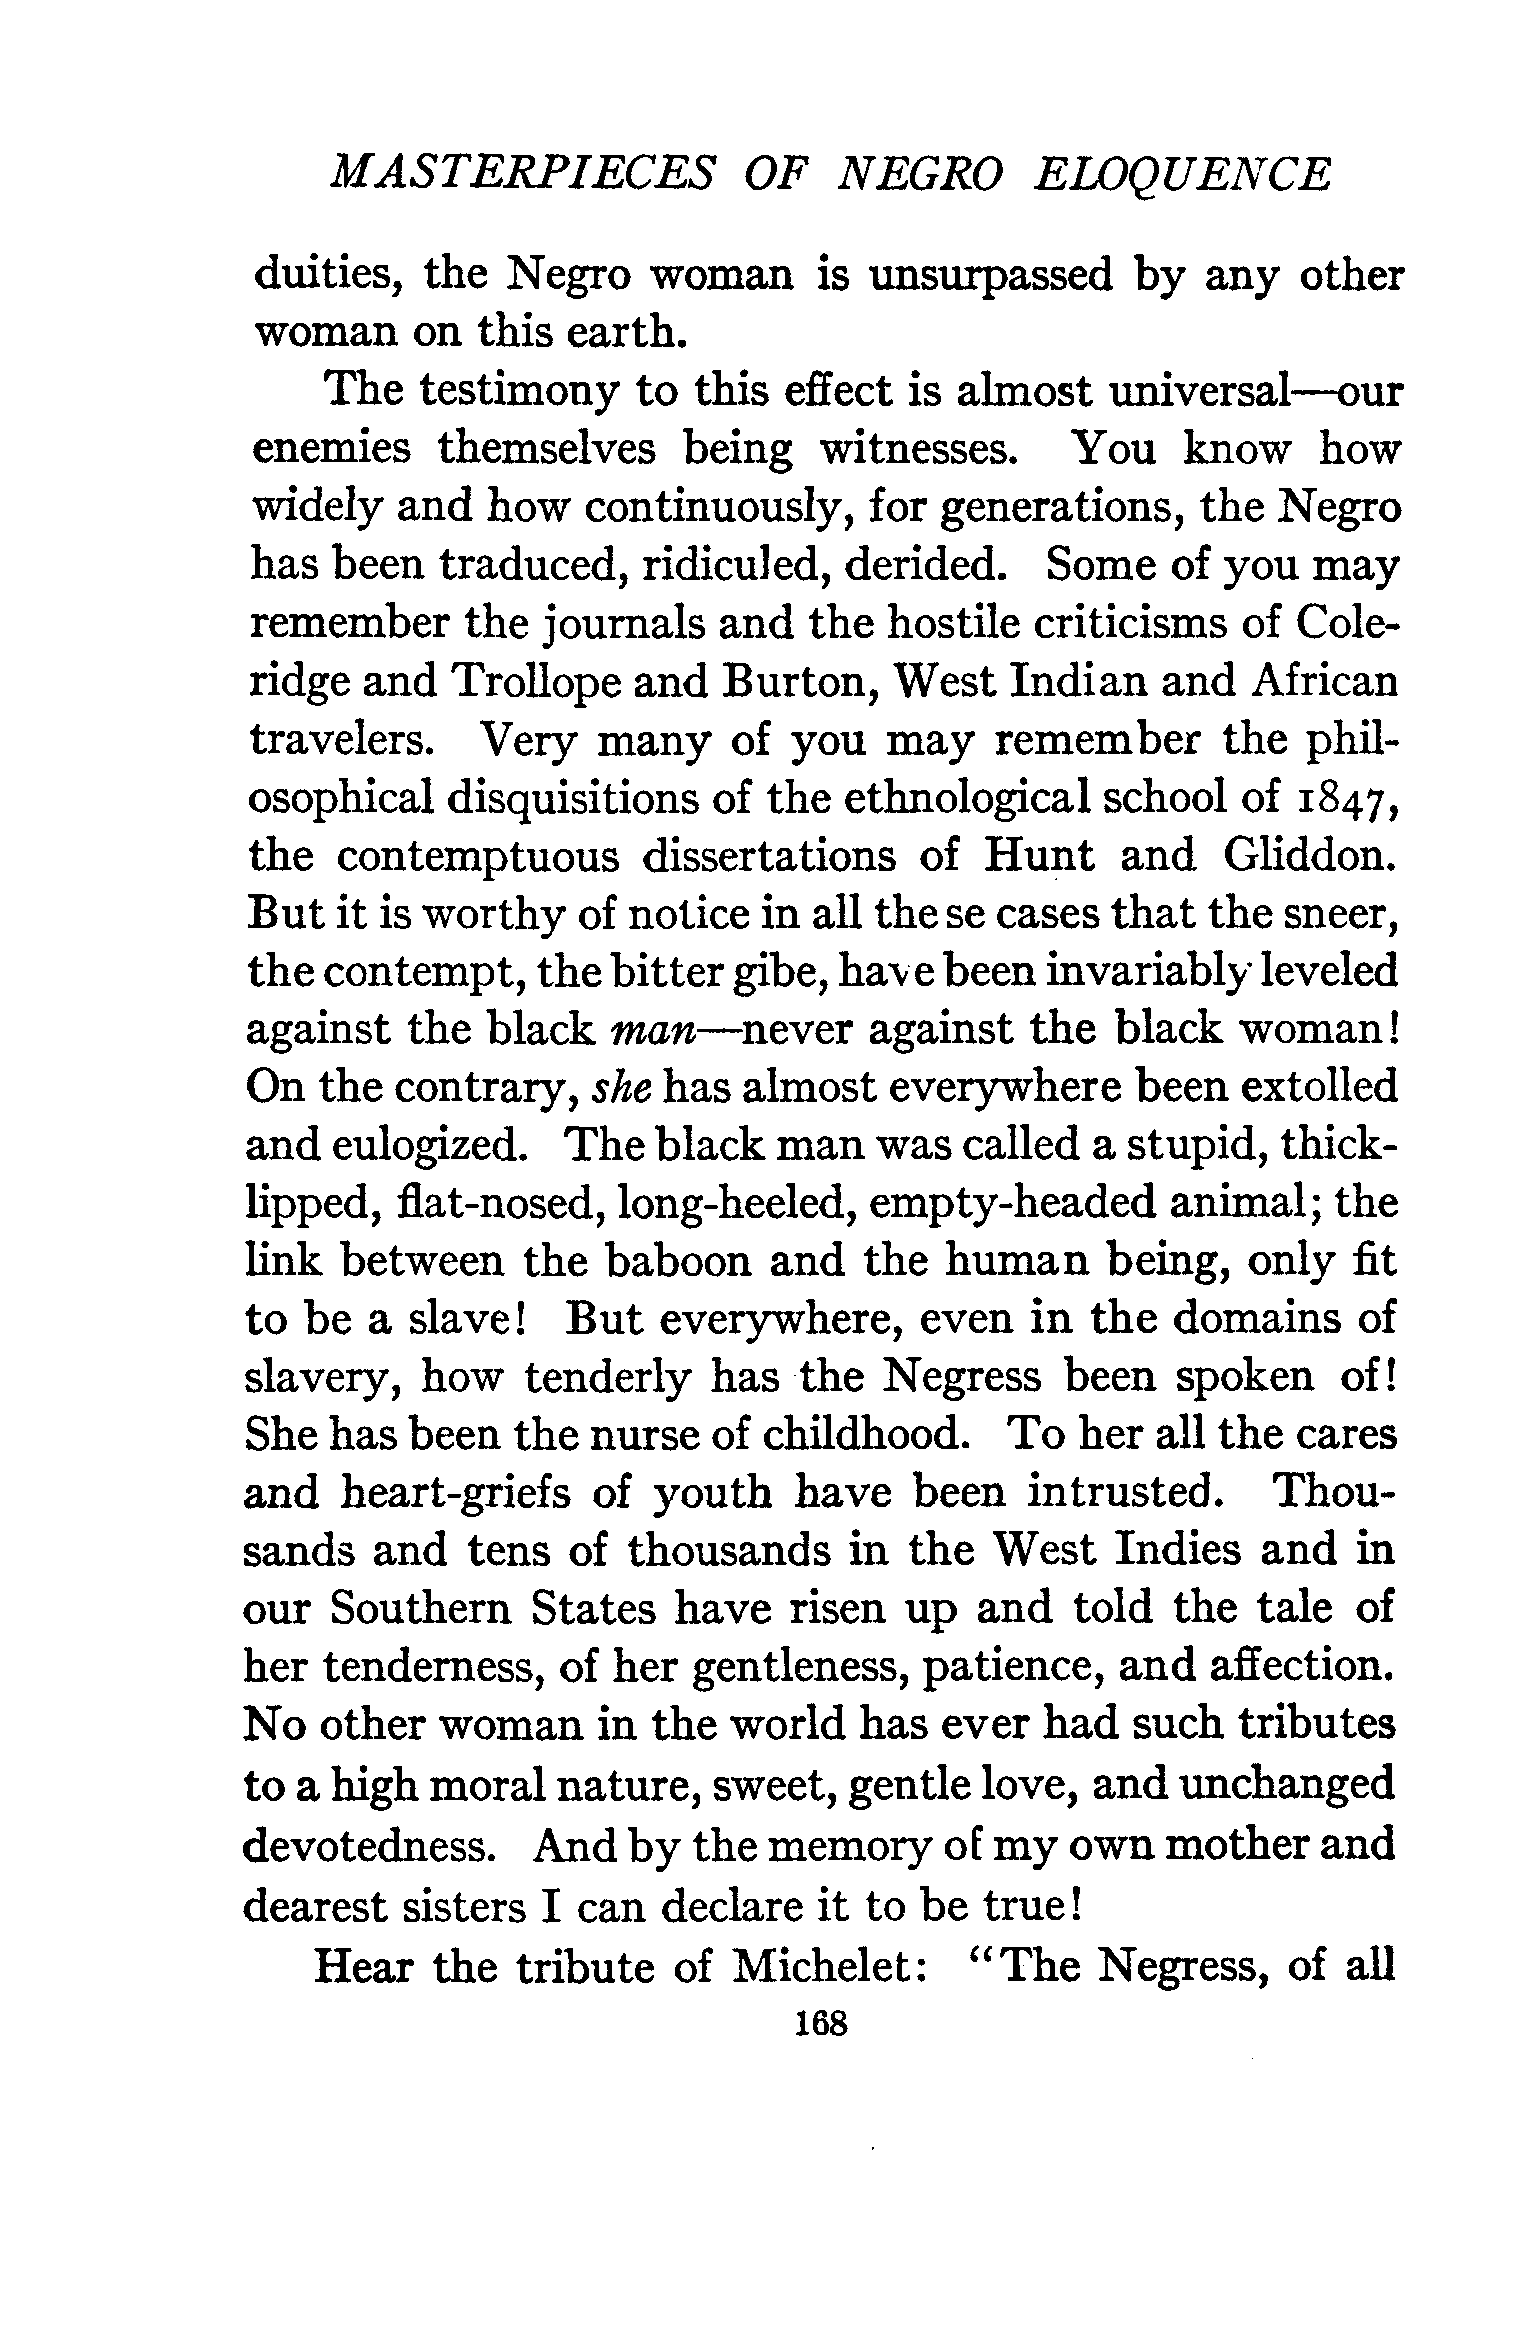 MASTERPIECES OF NEGRO ELOQUENCE
duities, the Negro woman is unsurpassed by any other
woman on this earth.
The testimony to this effect is almost universal—our
enemies themselves being witnesses. You know how
widely and how continuously, for generations, the Negro
has been traduced, ridiculed, derided. Some of you may
remember the journals and the hostile criticisms of Cole-
ridge and Trollope and Burton, West Indian and African
travelers. Very many of you may remember the phil-
osophical disquisitions of the ethnological school of 1847,
the contemptuous dissertations of Hunt and Gliddon.
But it is worthy of notice in all these cases that the sneer,
the contempt, the bitter gibe, have been invariably leveled
against the black man—never against the black woman!
On the contrary, she has almost everywhere been extolled
and eulogized. The black man was called a stupid, thick-
lipped, flat-nosed, long-heeled, empty-headed animal; the
link between the baboon and the human being, only fit
to be a slave! But everywhere, even in the domains of
slavery, how tenderly has the Negress been spoken of!
She has been the nurse of childhood. To her all the cares
and heart-griefs of youth have been intrusted. Thou-
sands and tens of thousands in the West Indies and in
our Southern States have risen up and told the tale of
her tenderness, of her gentleness, patience, and affection.
No other woman in the world has ever had such tributes
to a high moral nature, sweet, gentle love, and unchanged
devotedness. And by the memory of my own mother and
dearest sisters I can declare it to be true!
Hear the tribute of Michelet: "The Negress, of all
168